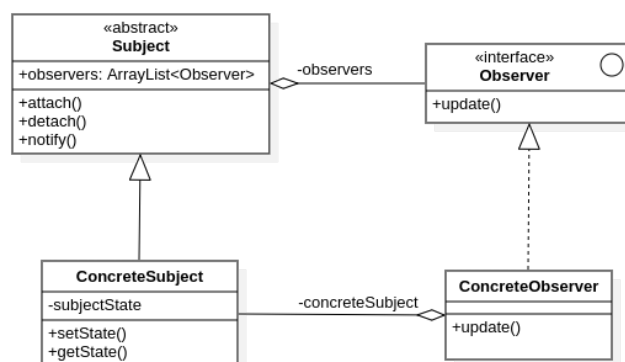 «abstract»
Subject
+observers: ArrayList<Observer>
+attach()
+detach()
+notify()
-observers
«interface»
Observer
+update()
ConcreteSubject
-subjectState
+setState()
+getState()
-concreteSubject
ConcreteObserver
+update()